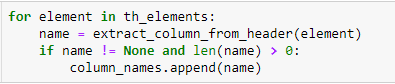 for element in th_elements:
    name = extract_column_from_header(element)
    if name != None and len(name) > 0:
        column_names.append(name)